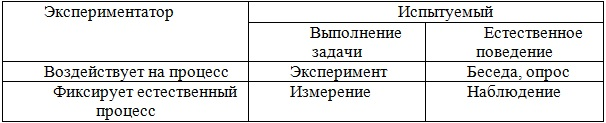 Экспериментатор Испытуемый
Выполнение задачи Естественное поведение
Воздействует на процесс Эксперимент Беседа, опрос
Фиксирует естественный процесс Измерение Наблюдение